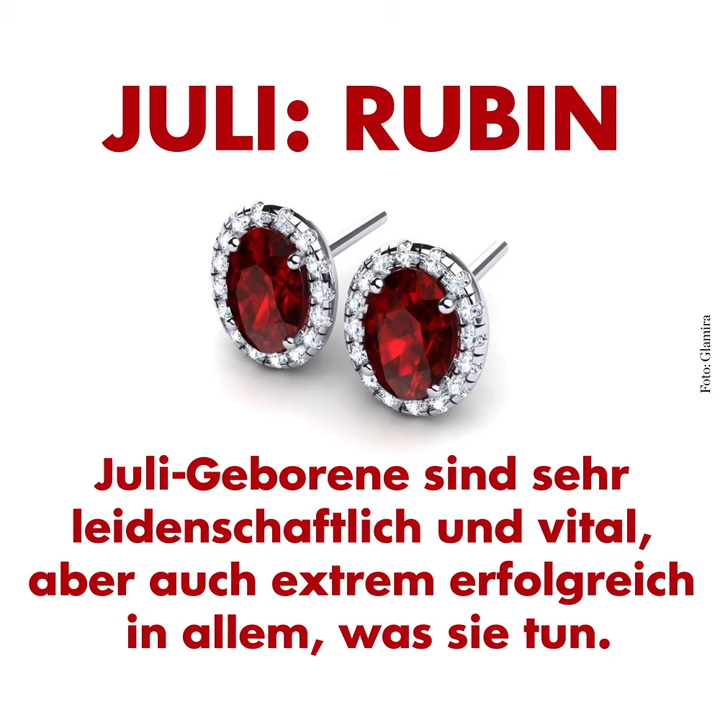 JULI: RUBIN
Foto: Glamira
Juli-Geborene sind sehr
leidenschaftlich und vital,
aber auch extrem erfolgreich
in allem, was sie tun.